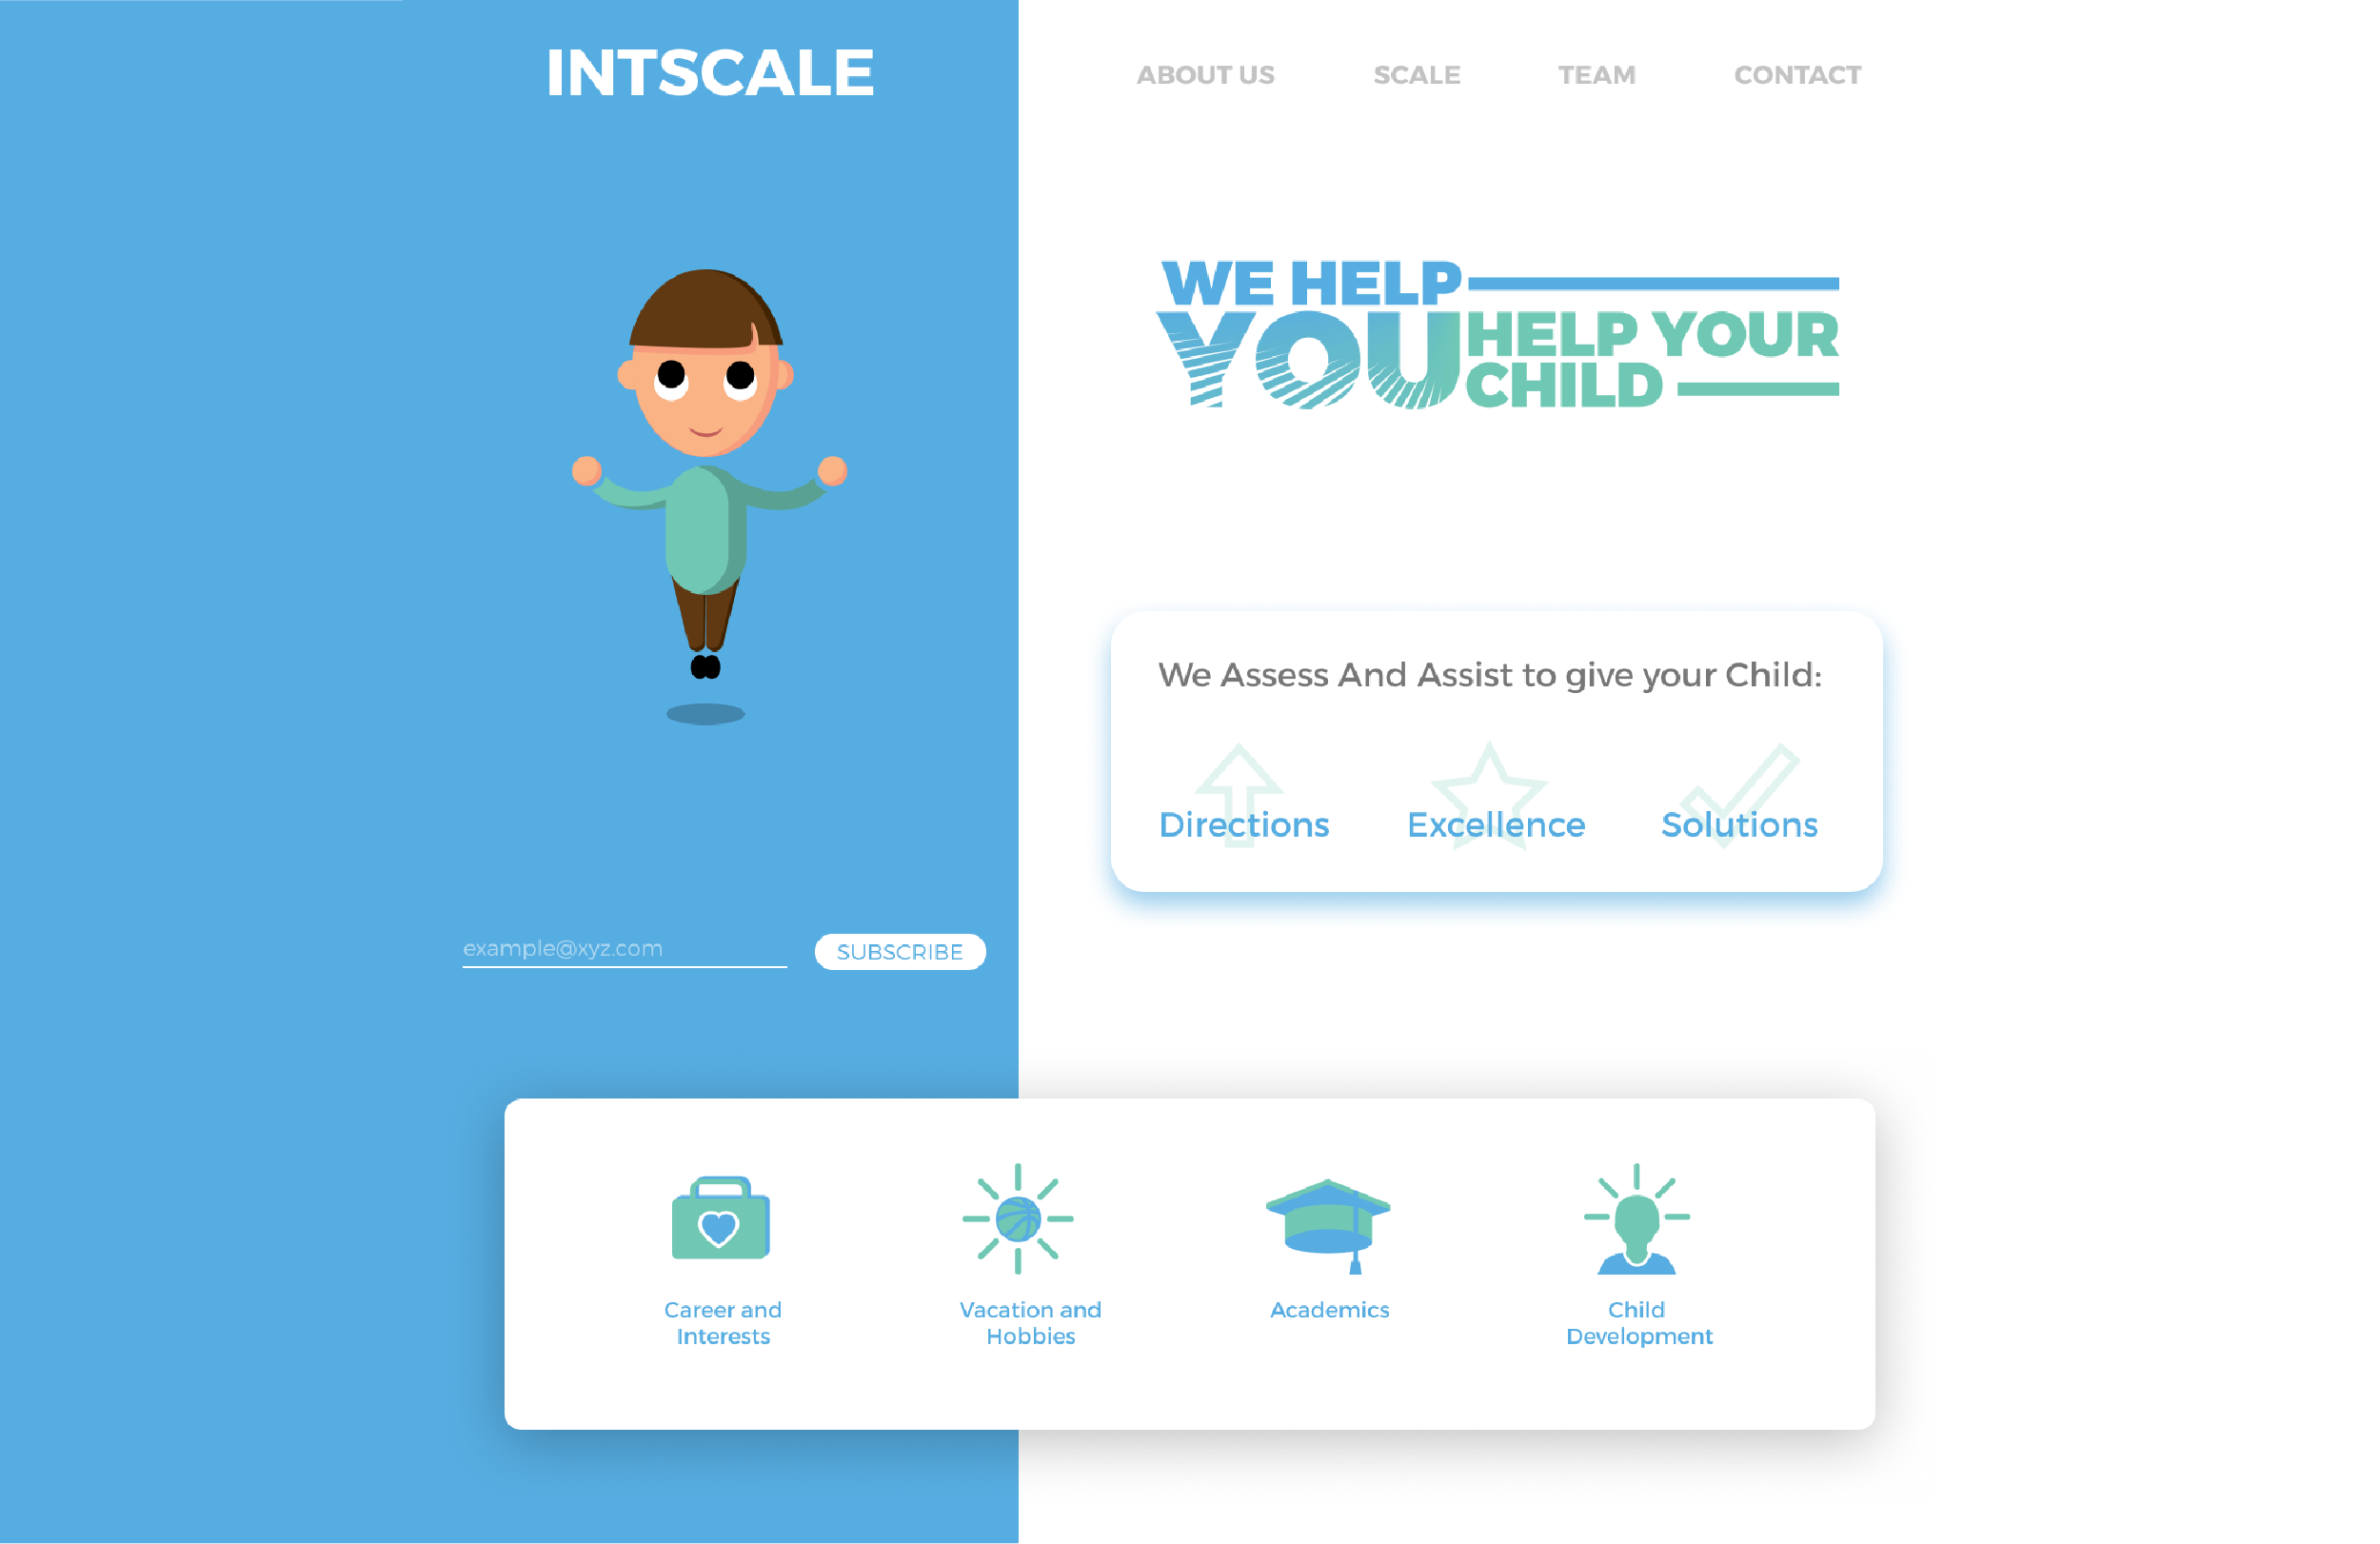 INTSCALE
ABOUT US
SCALE
TEAM
CONTACT
WE HELP
YOU
HELP YOUR
CHILD
We Assess And Assist to give your Child:
Directions
Excellence
Solutions
example@xyz.com
SUBSCRIBE
Career and
Interests
Vacation and
Hobbies
Academics
Child
Development